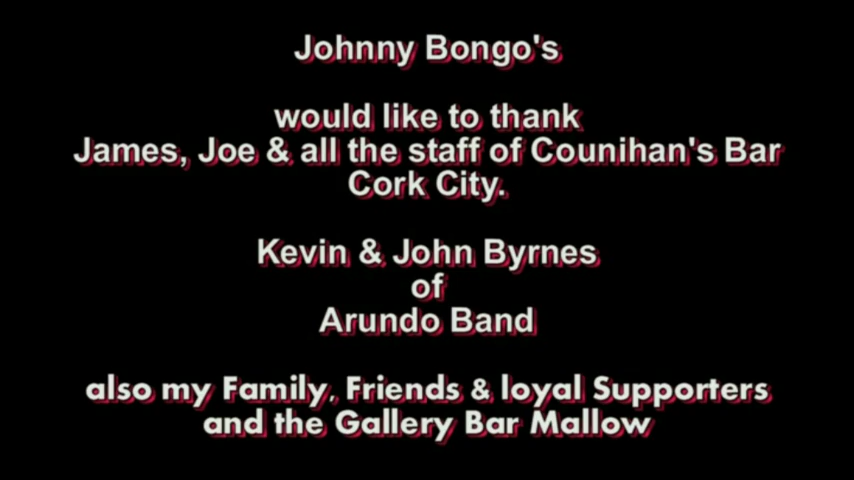 Johnny Bongo's
would like to thank
James, Joe & all the staff of Counihan's Bar
Cork City.
Kevin & John Byrnes
of
Arundo Band
also my Family, Friends & loyal Supporters
and the Gallery Bar Mallow